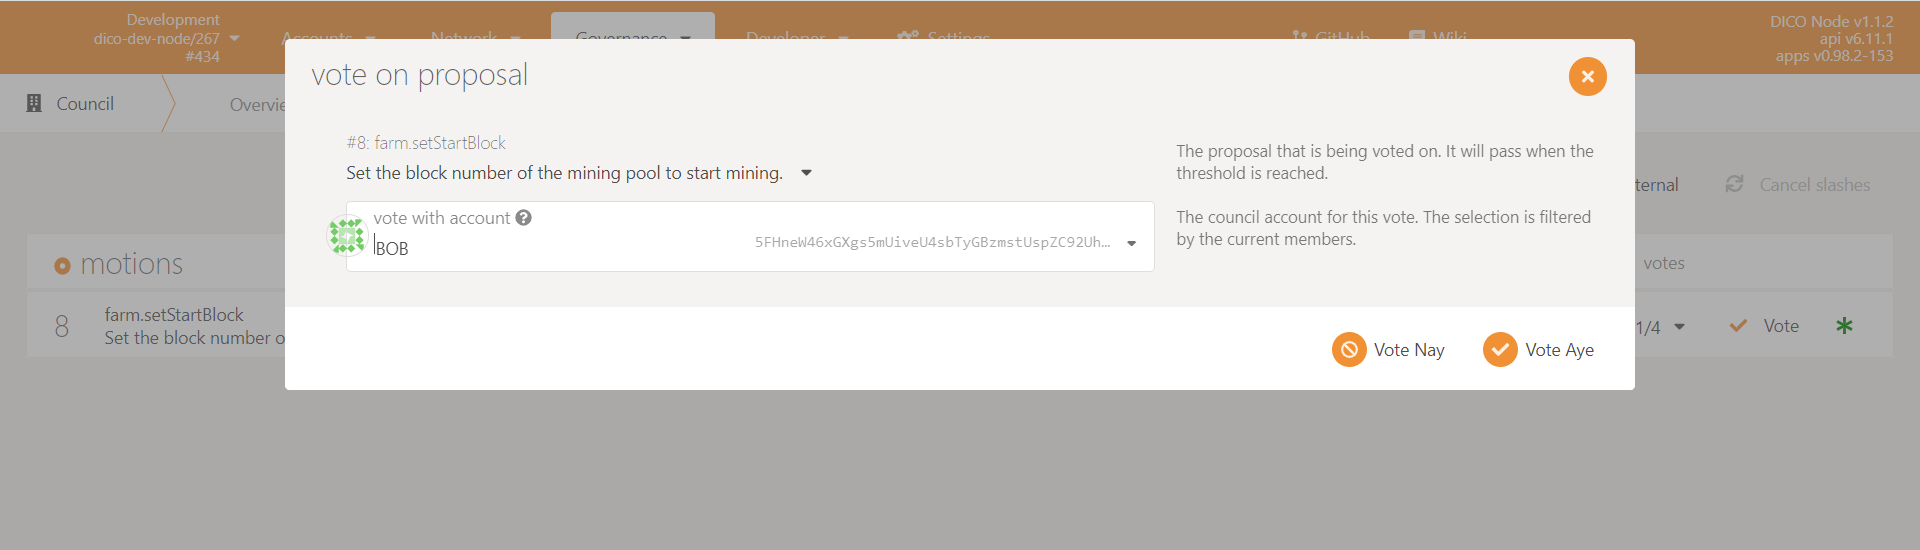 Development
dico-dev-node/267
#434
Accounts
Network
Governance
Developer
Settings
GitHub
Wiki
DICO Node v1.1.2
api v6.11.1
apps v0.98.2-153
Council
Overvie
vote on proposal
#8: farm.setStartBlock
Set the block number of the mining pool to start mining.
vote with account
BOB
5FHneW46xGXgs5mUiveU4sbTyGBzmstUspZC92Uh...
The proposal that is being voted on. It will pass when the
threshold is reached.
The council account for this vote. The selection is filtered
by the current members.
Vote Nay
Vote Aye
ternal
Cancel slashes
motions
votes
8
farm.setStartBlock
Set the block number o
1/4
Vote